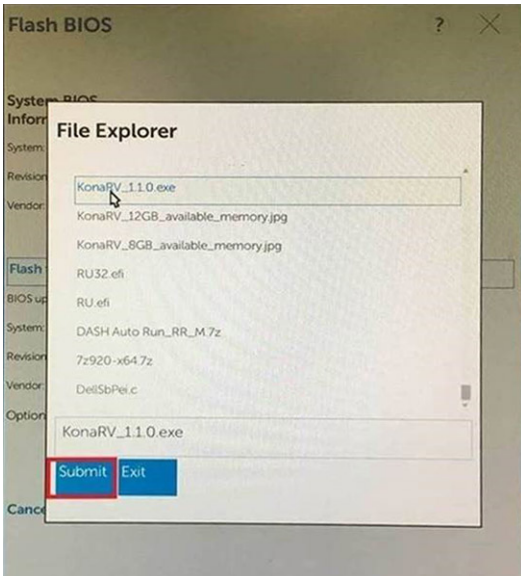 Flash BIOS ?
System BIOS
Inform
System:
Revision
Vendor:
Flash
BIOS up
System:
Revision
Vendor:
Option
Cance
File Explorer
KonaRV_1.1.0.exe
KonaRV_12GB_available_memory.jpg
KonaRV_8GB_available_memory.jpg
RU32.efi
RU.efi
DASH Auto Run_RR_M.7z
7z920-x64.7z
DellSbPei.c
KonaRV_1.1.0.exe
Submit Exit